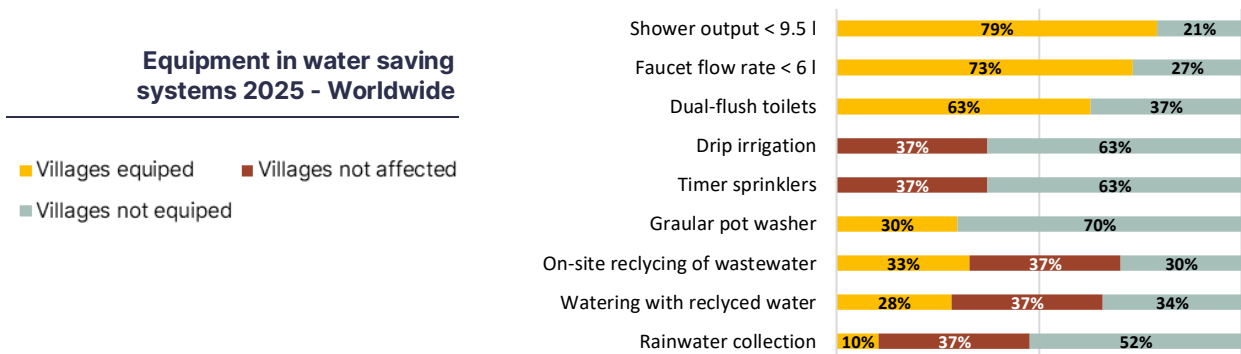 Equipment in water saving
systems 2025 - Worldwide
Villages equiped
Villages not affected
Villages not equiped
Shower output < 9.5 l
79%
21%
Faucet flow rate < 6 l
73%
27%
Dual-flush toilets
63%
37%
Drip irrigation
37%
63%
Timer sprinklers
37%
63%
Graular pot washer
30%
70%
On-site reclycing of wastewater
33%
37%
30%
Watering with reclyced water
28%
37%
34%
Rainwater collection
10%
37%
52%